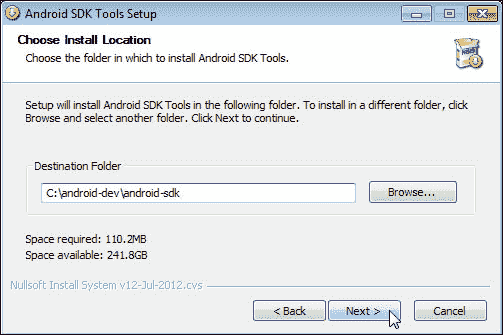 Android SDK Tools Setup
Choose Install Location
Choose the folder in which to install Android SDK Tools.
Setup will install Android SDK Tools in the following folder. To install in a different folder, click
Browse and select another folder. Click Next to continue.
Destination Folder
C:\android-dev\android-sdk
Browse...
Space required: 110.2MB
Space available: 241.8GB
Nullsoft Install System v12-Jul-2012.cvs
< Back
Next >
Cancel